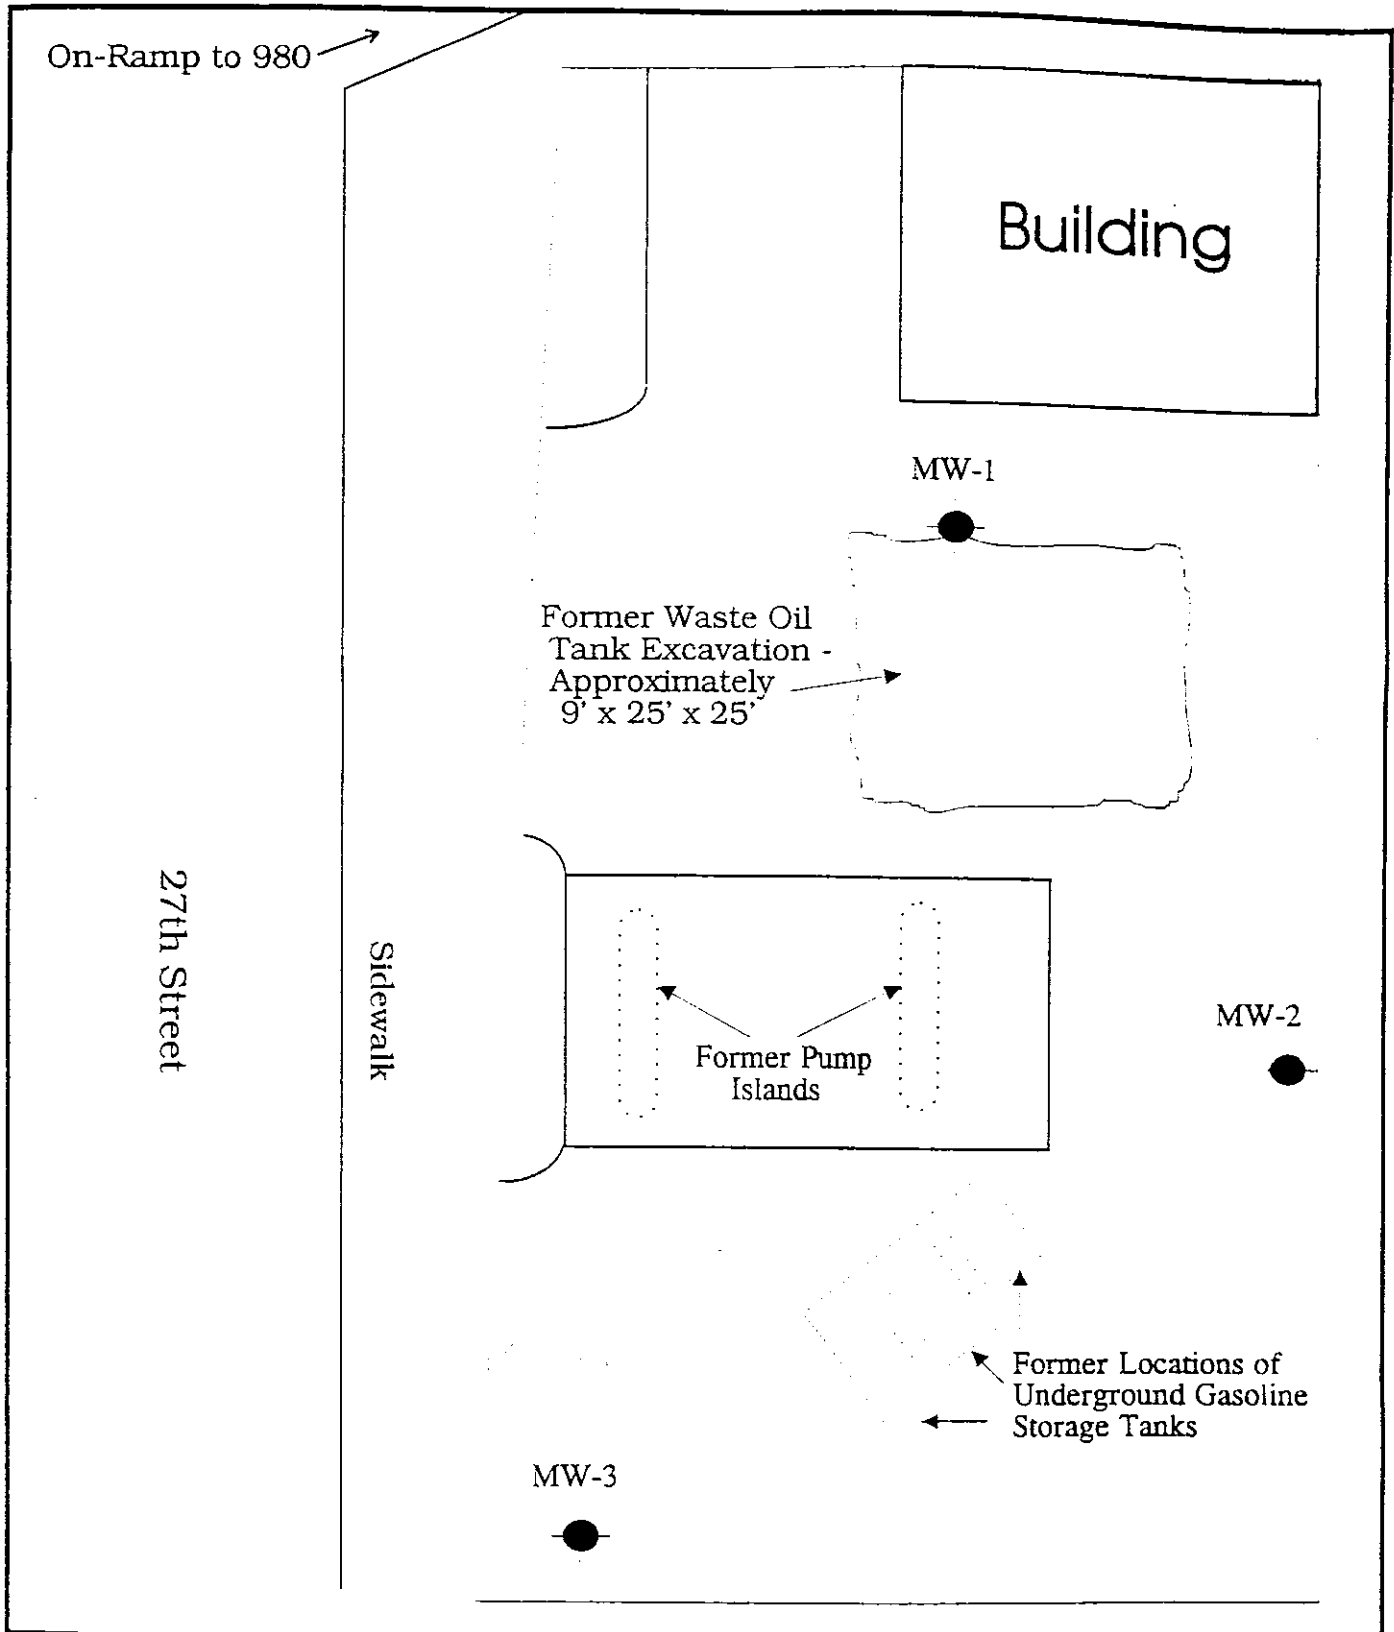 On-Ramp to 980
Building
MW-1
Former Waste Oil
Tank Excavation -
Approximately
9' x 25' x 25'
27th Street
Sidewalk
Former Pump
Islands
MW-2
Former Locations of
Underground Gasoline
Storage Tanks
MW-3